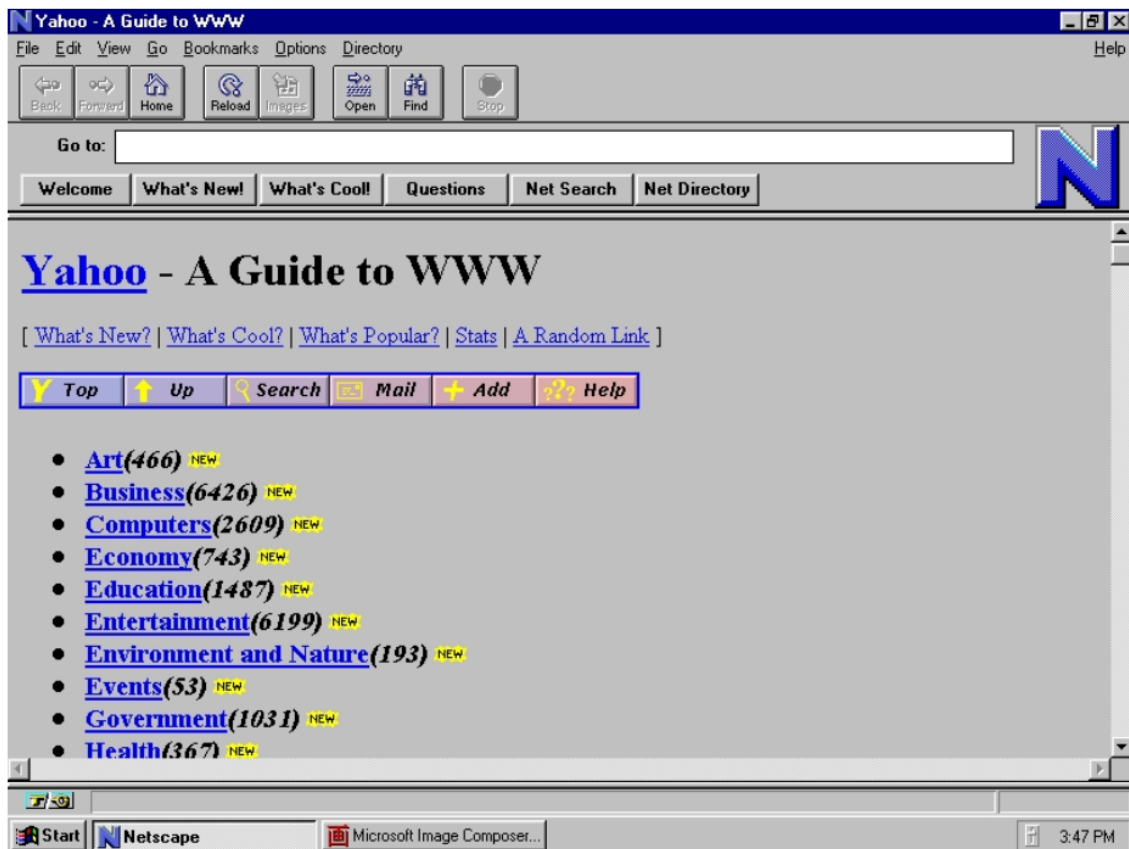 Yahoo - A Guide to WWW
File Edit View Go Bookmarks Options Directory Help
Back Forward Home Reload Images Open Find Stop
Go to:
Welcome What's New! What's Cool! Questions Net Search Net Directory
N
Yahoo - A Guide to WWW
[ What's New? | What's Cool? | What's Popular? | Stats | A Random Link ]
Y Top Up Search Mail Add ??? Help
Art(466) NEW
Business(6426) NEW
Computers(2609) NEW
Economy(743) NEW
Education(1487) NEW
Entertainment(6199) NEW
Environment and Nature(193) NEW
Events(53) NEW
Government(1031) NEW
Health(367) NEW
Start Netscape Microsoft Image Composer... 3:47 PM